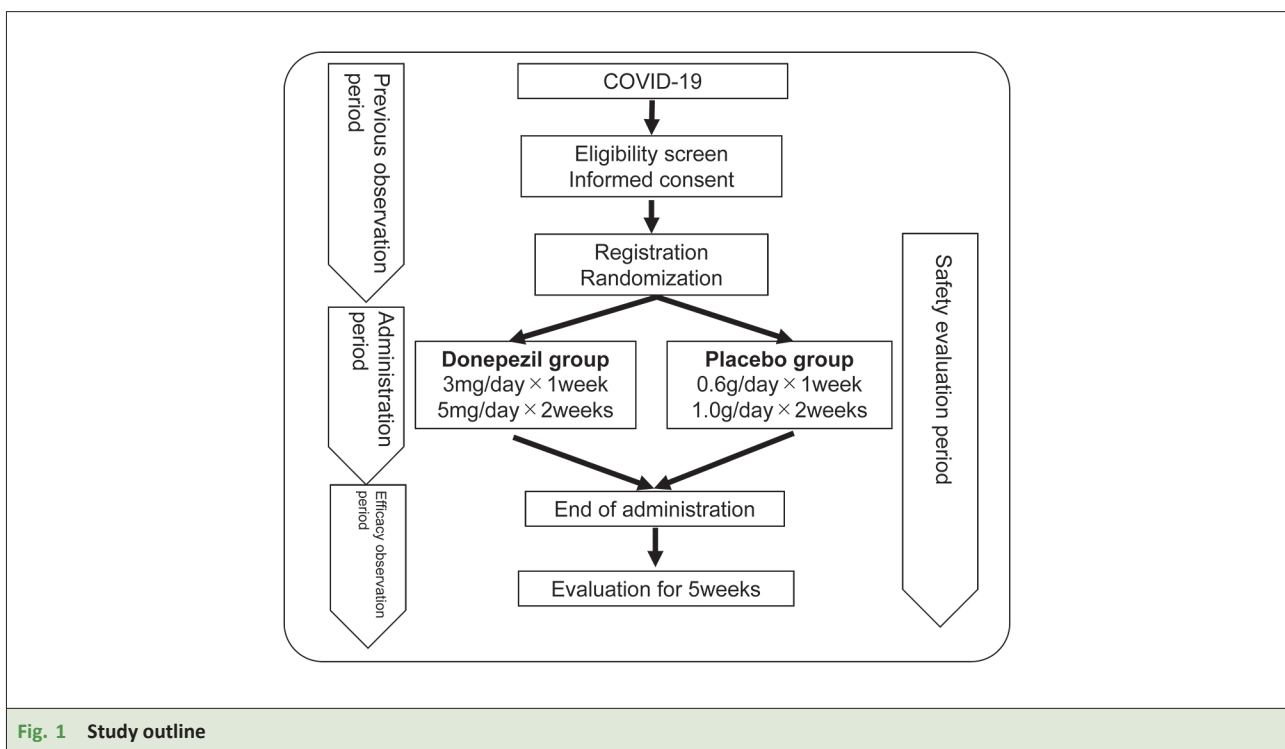 Previous observation
period
COVID-19
Eligibility screen
Informed consent
Registration
Randomization
Administration
period
Donepezil group
3mg/day × 1week
5mg/day × 2weeks
Placebo group
0.6g/day × 1week
1.0g/day × 2weeks
Safety evaluation period
Efficacy observation
period
End of administration
Evaluation for 5weeks
Fig. 1 Study outline